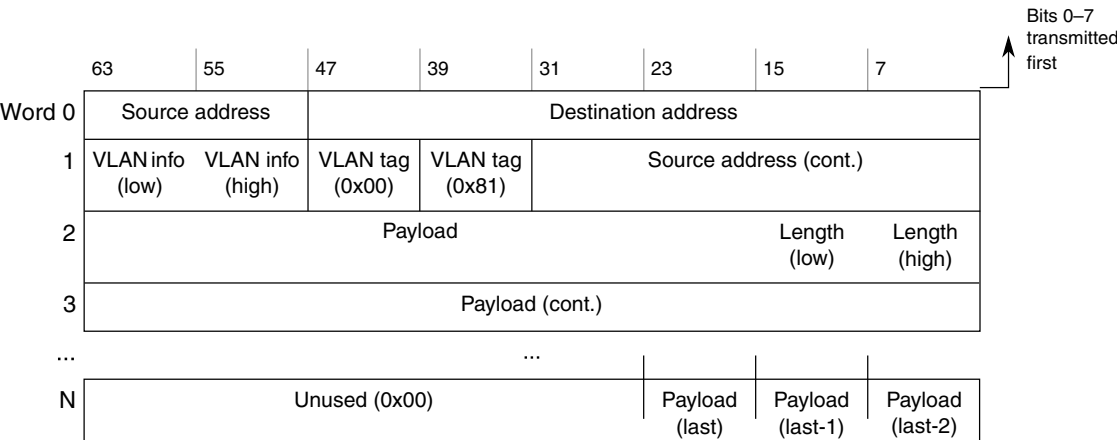 Bits 0–7
transmitted
first
63 55 47 39 31 23 15 7
Word 0 Source address Destination address
1 VLAN info VLAN info VLAN tag VLAN tag Source address (cont.)
(low) (high) (0x00) (0x81)
2 Payload Length Length
(low) (high)
3 Payload (cont.)
... ...
N Unused (0x00) Payload Payload Payload
(last) (last-1) (last-2)